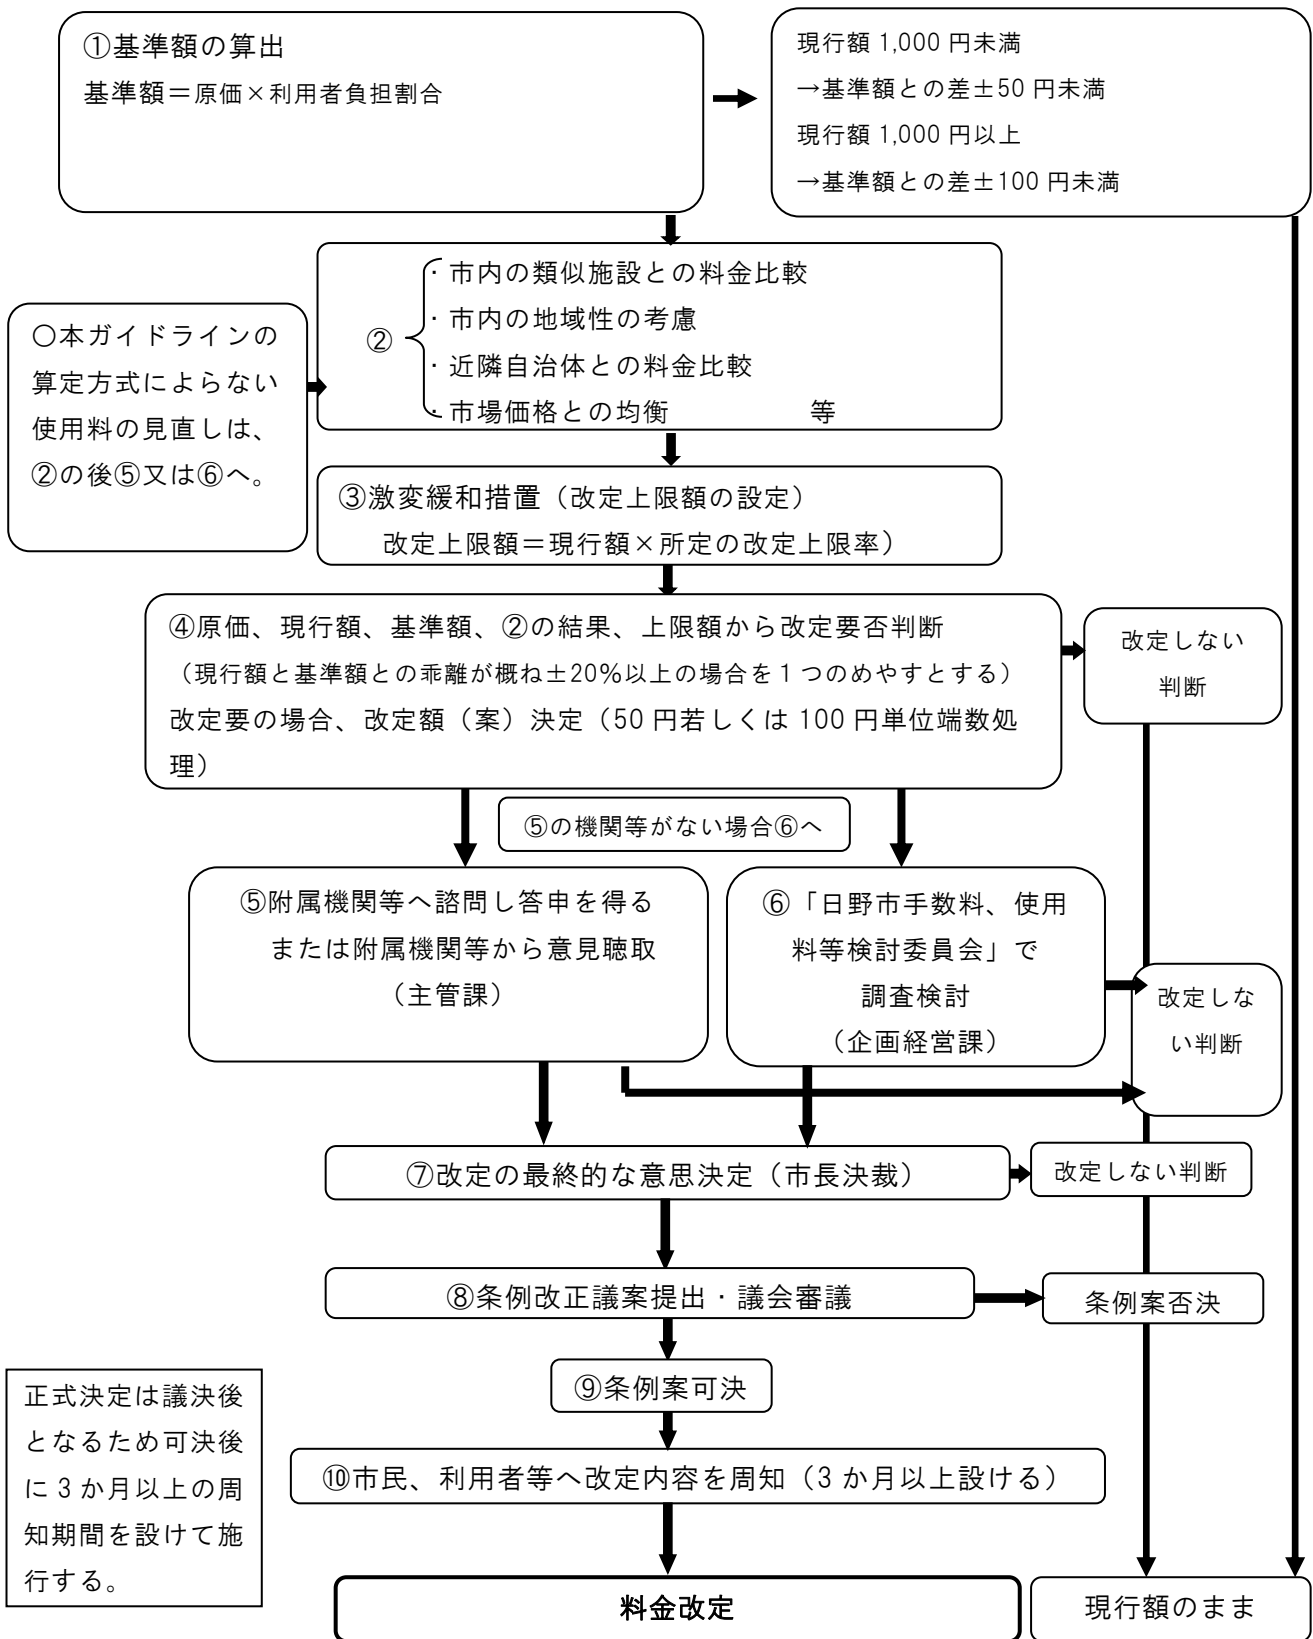 ①基準額の算出
基準額＝原価×利用者負担割合
現行額 1,000 円未満
→基準額との差±50 円未満
現行額 1,000 円以上
→基準額との差±100 円未満
②
・市内の類似施設との料金比較
・市内の地域性の考慮
・近隣自治体との料金比較
・市場価格との均衡　　　　　等
〇本ガイドラインの
算定方式によらない
使用料の見直しは、
②の後⑤又は⑥へ。
③激変緩和措置（改定上限額の設定）
改定上限額＝現行額×所定の改定上限率）
④原価、現行額、基準額、②の結果、上限額から改定要否判断
（現行額と基準額との乖離が概ね±20％以上の場合を１つのめやすとする）
改定要の場合、改定額（案）決定（50 円若しくは 100 円単位端数処
理）
改定しない
判断
⑤の機関等がない場合⑥へ
⑤附属機関等へ諮問し答申を得る
または附属機関等から意見聴取
（主管課）
⑥「日野市手数料、使用
料等検討委員会」で
調査検討
（企画経営課）
改定しな
い判断
⑦改定の最終的な意思決定（市長決裁）
改定しない判断
⑧条例改正議案提出・議会審議
条例案否決
⑨条例案可決
正式決定は議決後
となるため可決後
に 3 か月以上の周
知期間を設けて施
行する。
⑩市民、利用者等へ改定内容を周知（3 か月以上設ける）
料金改定
現行額のまま